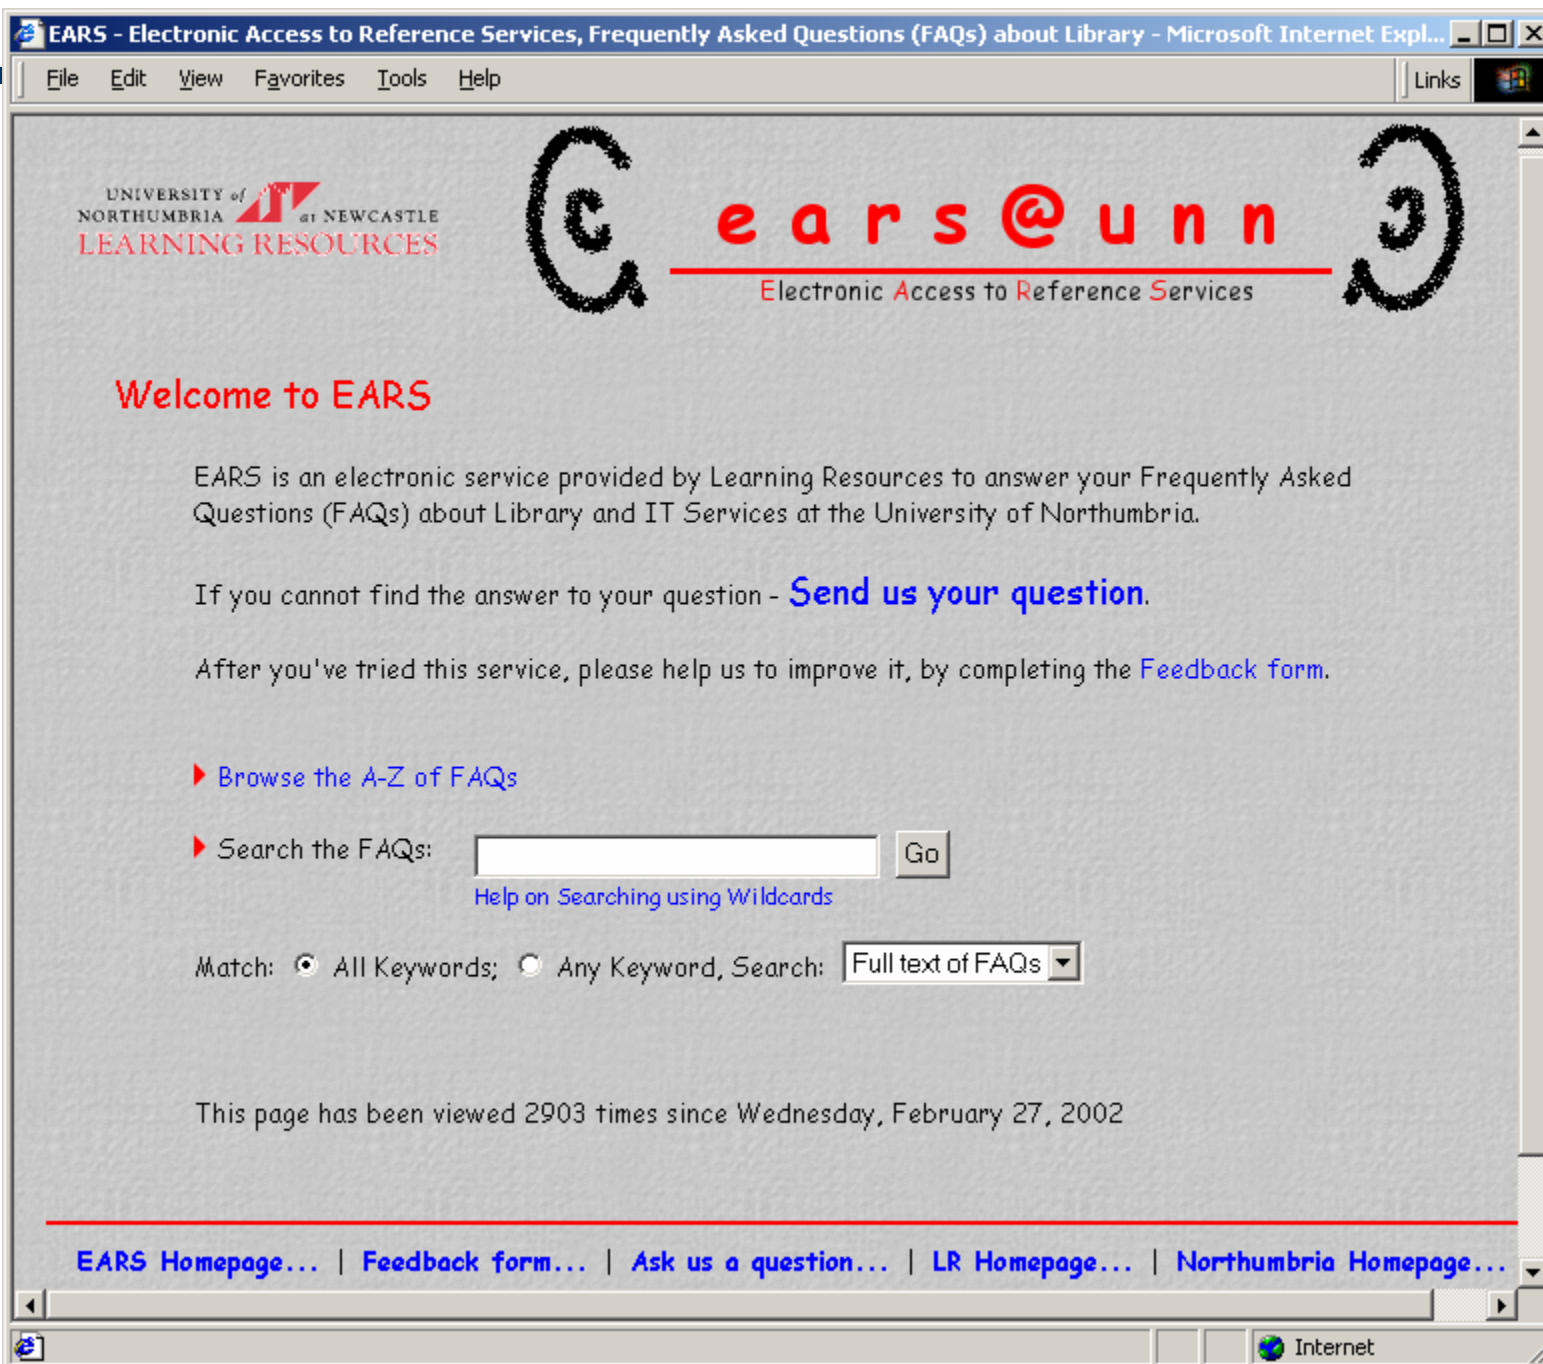 EARS - Electronic Access to Reference Services, Frequently Asked Questions (FAQs) about Library - Microsoft Internet Expl...
File Edit View Favorites Tools Help Links
UNIVERSITY of
NORTHUMBRIA at NEWCASTLE
LEARNING RESOURCES
ears@unn
Electronic Access to Reference Services
Welcome to EARS
EARS is an electronic service provided by Learning Resources to answer your Frequently Asked
Questions (FAQs) about Library and IT Services at the University of Northumbria.
If you cannot find the answer to your question - Send us your question.
After you've tried this service, please help us to improve it, by completing the Feedback form.
Browse the A-Z of FAQs
Search the FAQs: Go
Help on Searching using Wildcards
Match: All Keywords; Any Keyword, Search: Full text of FAQs
This page has been viewed 2903 times since Wednesday, February 27, 2002
EARS Homepage... | Feedback form... | Ask us a question... | LR Homepage... | Northumbria Homepage...
Internet